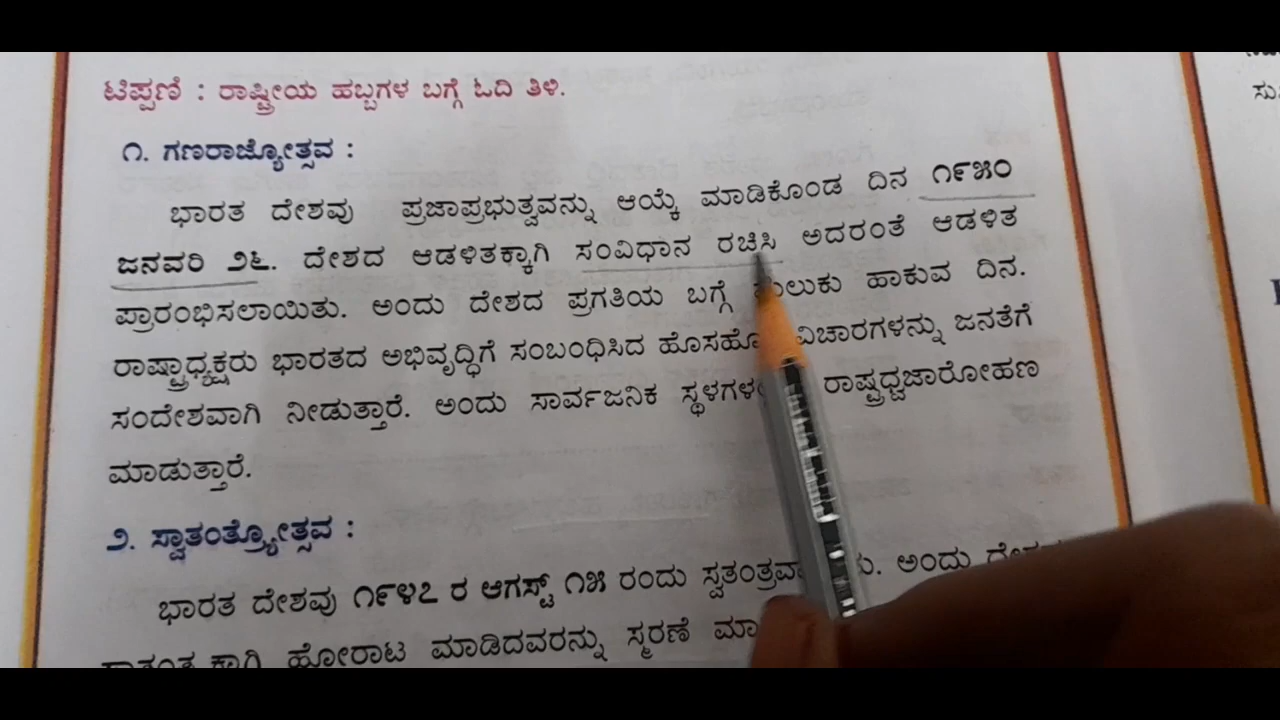 ಟಿಪ್ಪಣಿ : ರಾಷ್ಟ್ರೀಯ ಹಬ್ಬಗಳ ಬಗ್ಗೆ ಓದಿ ತಿಳಿ.
೧. ಗಣರಾಜ್ಯೋತ್ಸವ :
ಭಾರತ ದೇಶವು ಪ್ರಜಾಪ್ರಭುತ್ವವನ್ನು ಆಯ್ಕೆ ಮಾಡಿಕೊಂಡ ದಿನ ೧೯೫೦
ಜನವರಿ ೨೬. ದೇಶದ ಆಡಳಿತಕ್ಕಾಗಿ ಸಂವಿಧಾನ ರಚಿಸಿ ಅದರಂತೆ ಆಡಳಿತ
ಪ್ರಾರಂಭಿಸಲಾಯಿತು. ಅಂದು ದೇಶದ ಪ್ರಗತಿಯ ಬಗ್ಗೆ ಹಾಕುವ ದಿನ.
ರಾಷ್ಟ್ರಾಧ್ಯಕ್ಷರು ಭಾರತದ ಅಭಿವೃದ್ಧಿಗೆ ಸಂಬಂಧಿಸಿದ ವಿಚಾರಗಳನ್ನು ಜನತೆಗೆ
ಸಂದೇಶವಾಗಿ ನೀಡುತ್ತಾರೆ. ಅಂದು ಸಾರ್ವಜನಿಕ ರಾಷ್ಟ್ರಧ್ವಜಾರೋಹಣ
ಮಾಡುತ್ತಾರೆ.
೨. ಸ್ವಾತಂತ್ರ್ಯೋತ್ಸವ :
ಭಾರತ ದೇಶವು ೧೯೪೭ ರ ಆಗಸ್ಟ್ ೧೫ ರಂದು ಅಂದು
ಹೋರಾಟ ಮಾಡಿದವರನ್ನು ಸ್ಮರಣೆ